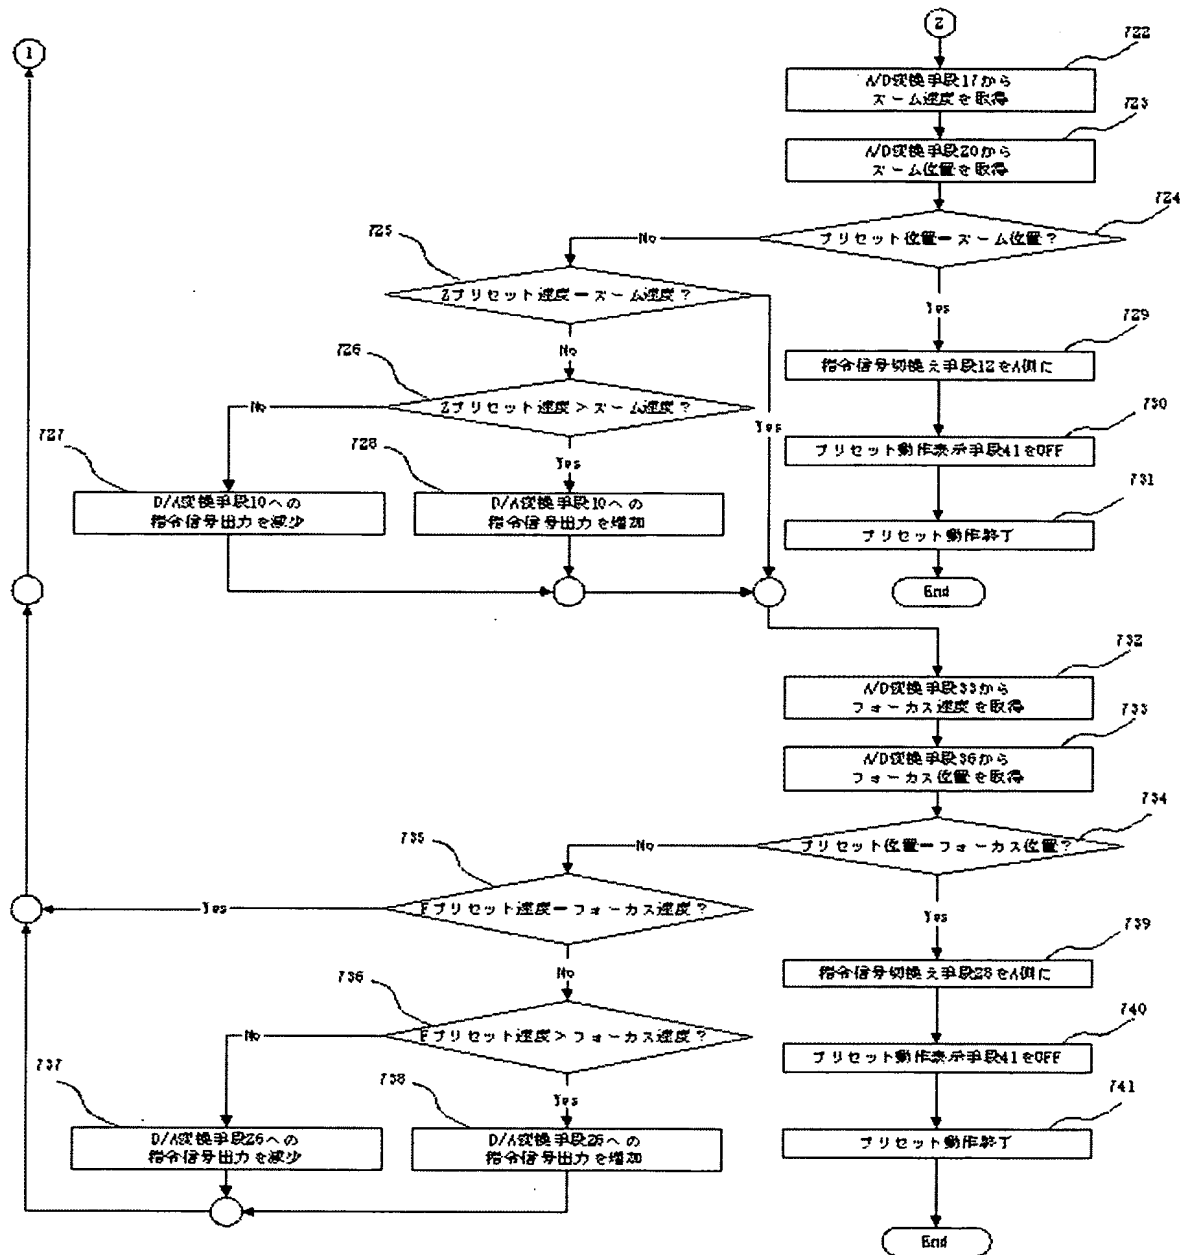 1
2
722
A/D変換手段17から
ズーム速度を取得
723
A/D変換手段20から
ズーム位置を取得
724
プリセット位置=ズーム位置?
No
725
Zプリセット速度=ズーム速度?
Yes
729
No
726
指令信号切換え手段12をA側に
Zプリセット速度>ズーム速度?
No
Yes
730
727
728
Yes
プリセット動作表示手段41をOFF
D/A変換手段10への
指令信号出力を減少
D/A変換手段10への
指令信号出力を増加
731
プリセット動作終了
End
732
A/D変換手段33から
フォーカス速度を取得
733
A/D変換手段36から
フォーカス位置を取得
734
プリセット位置=フォーカス位置?
No
735
Fプリセット速度=フォーカス速度?
Yes
Yes
739
No
736
指令信号切換え手段28をA側に
Fプリセット速度>フォーカス速度?
No
740
プリセット動作表示手段41をOFF
737
738
Yes
741
D/A変換手段26への
指令信号出力を減少
D/A変換手段26への
指令信号出力を増加
プリセット動作終了
End